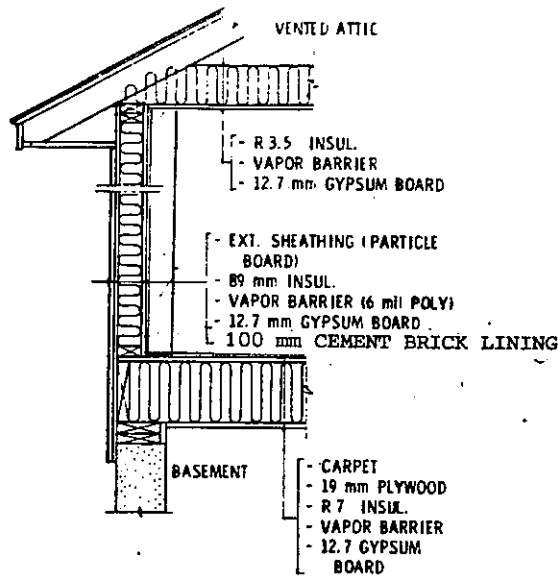 VENTED ATTIC
- R 3.5 INSUL.
- VAPOR BARRIER
- 12.7 mm GYPSUM BOARD
- EXT. SHEATHING (PARTICLE
BOARD)
- 89 mm INSUL.
- VAPOR BARRIER (6 mil POLY)
- 12.7 mm GYPSUM BOARD
- 100 mm CEMENT BRICK LINING
BASEMENT
- CARPET
- 19 mm PLYWOOD
- R 7 INSUL.
- VAPOR BARRIER
- 12.7 GYPSUM
BOARD